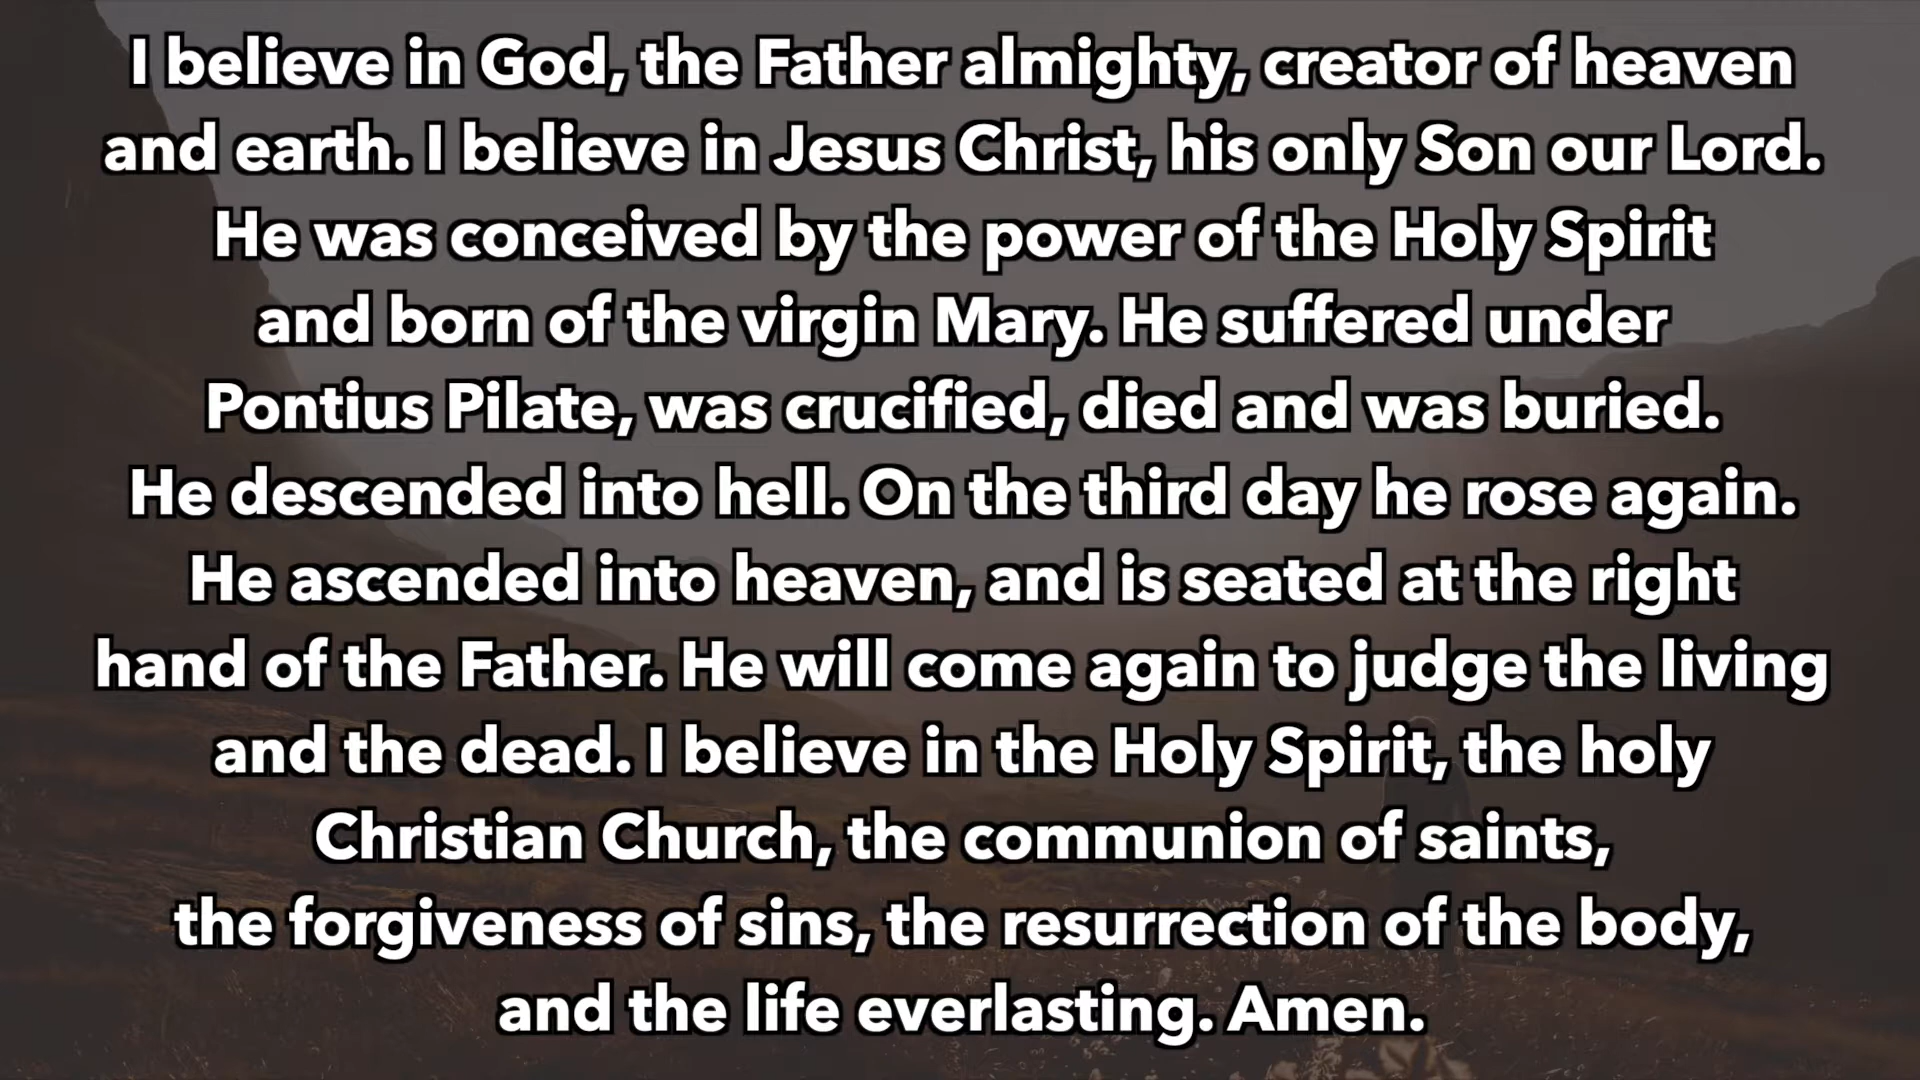 I believe in God, the Father almighty, creator of heaven
and earth. I believe in Jesus Christ, his only Son our Lord.
He was conceived by the power of the Holy Spirit
and born of the virgin Mary. He suffered under
Pontius Pilate, was crucified, died and was buried.
He descended into hell. On the third day he rose again.
He ascended into heaven, and is seated at the right
hand of the Father. He will come again to judge the living
and the dead. I believe in the Holy Spirit, the holy
Christian Church, the communion of saints,
the forgiveness of sins, the resurrection of the body,
and the life everlasting. Amen.